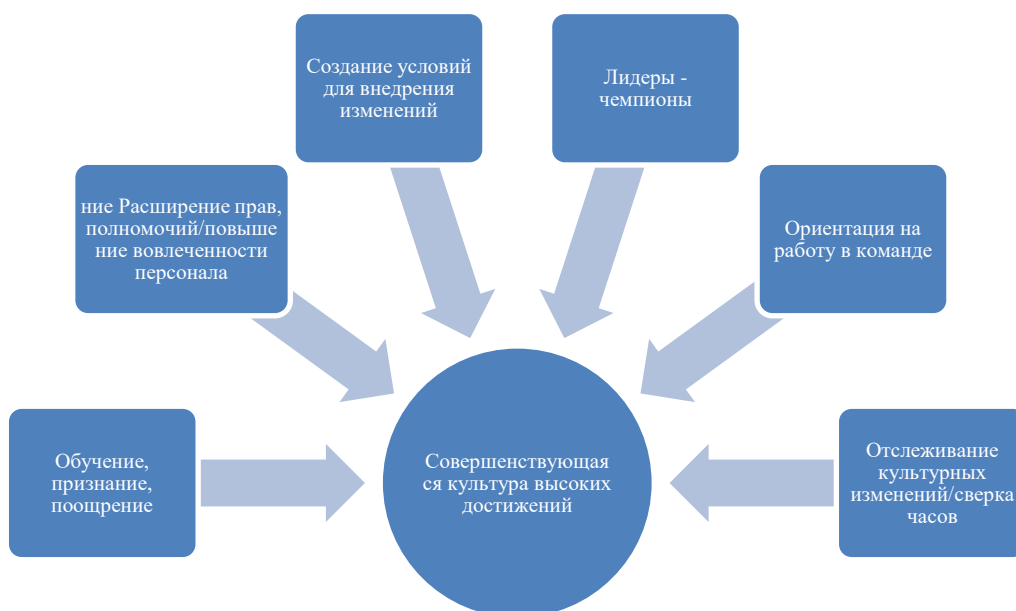 Создание условий
для внедрения
изменений
Лидеры -
чемпионы
ние Расширение прав,
полномочий/повыше
ние вовлеченности
персонала
Ориентация на
работу в команде
Обучение,
признание,
поощрение
Совершенствующая
ся культура высоких
достижений
Отслеживание
культурных
изменений/сверка
часов